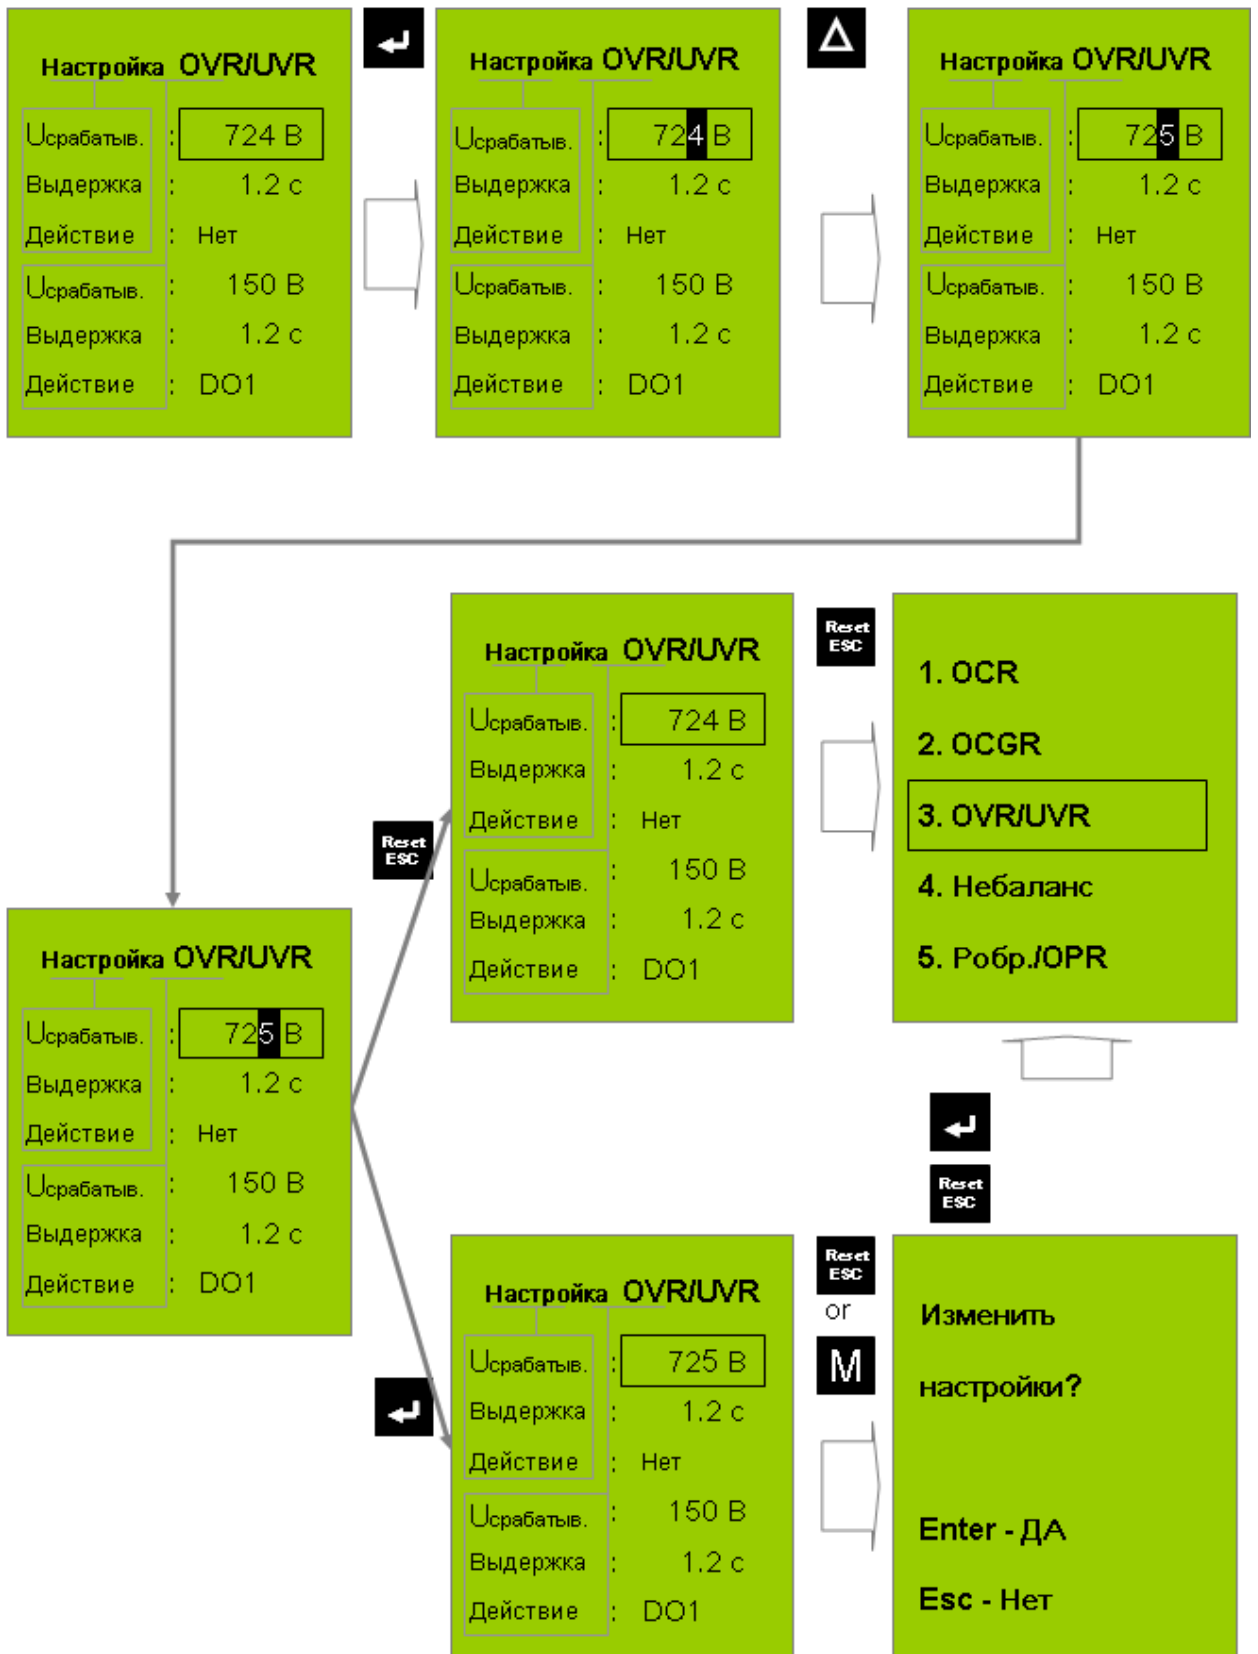 Настройка OVR/UVR
Uсрабатыв. : 724 В
Выдержка : 1.2 с
Действие : Нет
Uсрабатыв. : 150 В
Выдержка : 1.2 с
Действие : DO1
Настройка OVR/UVR
Uсрабатыв. : 724 В
Выдержка : 1.2 с
Действие : Нет
Uсрабатыв. : 150 В
Выдержка : 1.2 с
Действие : DO1
Настройка OVR/UVR
Uсрабатыв. : 725 В
Выдержка : 1.2 с
Действие : Нет
Uсрабатыв. : 150 В
Выдержка : 1.2 с
Действие : DO1
Настройка OVR/UVR
Uсрабатыв. : 725 В
Выдержка : 1.2 с
Действие : Нет
Uсрабатыв. : 150 В
Выдержка : 1.2 с
Действие : DO1
Reset
ESC
Настройка OVR/UVR
Uсрабатыв. : 724 В
Выдержка : 1.2 с
Действие : Нет
Uсрабатыв. : 150 В
Выдержка : 1.2 с
Действие : DO1
Reset
ESC
1. OCR
2. OCGR
3. OVR/UVR
4. Небаланс
5. Pобр./OPR
Настройка OVR/UVR
Uсрабатыв. : 725 В
Выдержка : 1.2 с
Действие : Нет
Uсрабатыв. : 150 В
Выдержка : 1.2 с
Действие : DO1
Reset
ESC
or
M
Reset
ESC
Изменить
настройки?
Enter - ДА
Esc - Нет